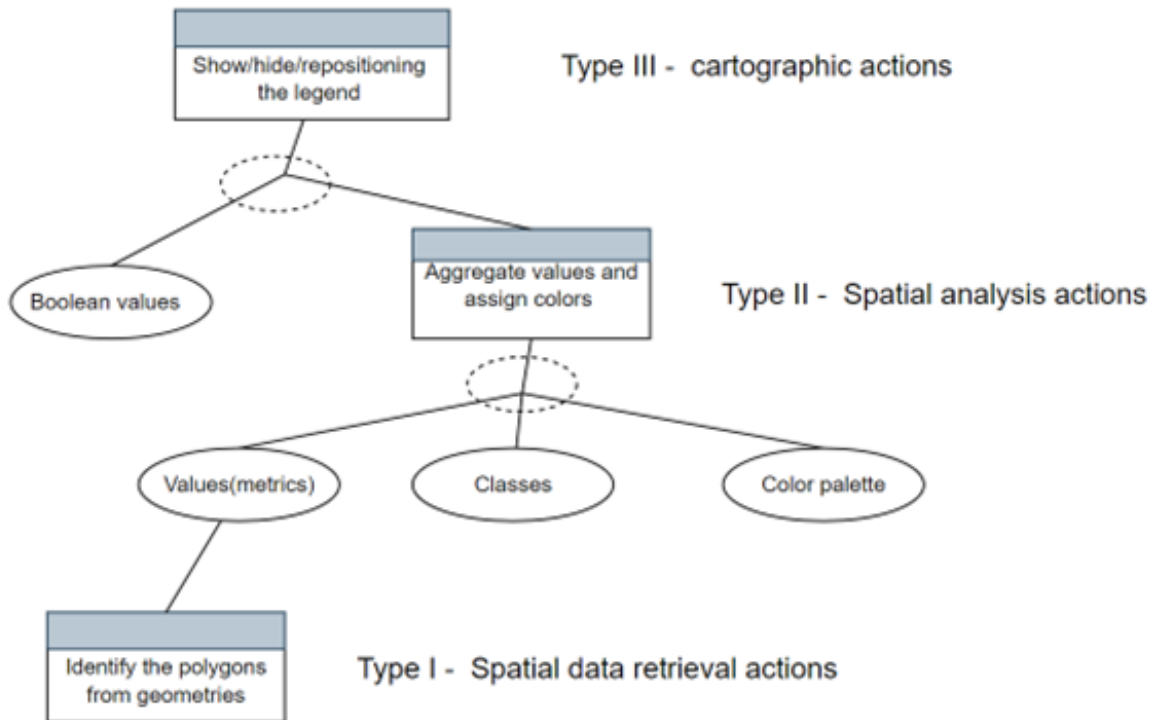 Show/hide/repositioning
the legend
Type III - cartographic actions
Boolean values
Aggregate values and
assign colors
Type II - Spatial analysis actions
Values(metrics)
Classes
Color palette
Identify the polygons
from geometries
Type I - Spatial data retrieval actions